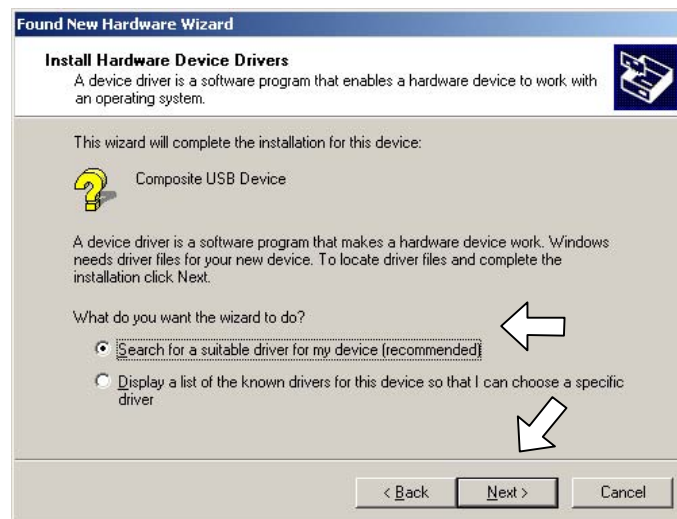 Found New Hardware Wizard
Install Hardware Device Drivers
A device driver is a software program that enables a hardware device to work with
an operating system.
This wizard will complete the installation for this device:
Composite USB Device
A device driver is a software program that makes a hardware device work. Windows
needs driver files for your new device. To locate driver files and complete the
installation click Next.
What do you want the wizard to do?
Search for a suitable driver for my device (recommended)
Display a list of the known drivers for this device so that I can choose a specific
driver
< Back
Next >
Cancel